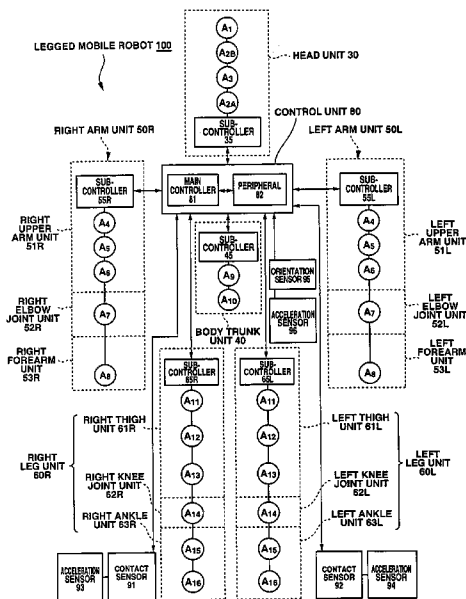 LEGGED MOBILE ROBOT 100
HEAD UNIT 30
A1
A2B
A3
A2A
SUB-
CONTROLLER
35
CONTROL UNIT 80
RIGHT ARM UNIT 50R
LEFT ARM UNIT 50L
MAIN
CONTROLLER
81
PERIPHERAL
82
SUB-
CONTROLLER
55R
A4
A5
A6
A7
A8
RIGHT
UPPER
ARM UNIT
51R
RIGHT
ELBOW
JOINT UNIT
52R
RIGHT
FOREARM
UNIT
53R
SUB-
CONTROLLER
55L
A4
A5
A6
A7
A8
LEFT
UPPER
ARM UNIT
51L
LEFT
ELBOW
JOINT UNIT
52L
LEFT
FOREARM
UNIT
53L
SUB-
CONTROLLER
45
A9
A10
BODY TRUNK
UNIT 40
ORIENTATION
SENSOR 95
ACCELERATION
SENSOR
96
SUB-
CONTROLLER
65R
A11
A12
A13
A14
A15
A16
RIGHT THIGH
UNIT 61R
RIGHT
LEG UNIT
60R
RIGHT KNEE
JOINT UNIT
62R
RIGHT ANKLE
UNIT 63R
SUB-
CONTROLLER
65L
A11
A12
A13
A14
A15
A16
LEFT THIGH
UNIT 61L
LEFT
LEG UNIT
60L
LEFT KNEE
JOINT UNIT
62L
LEFT ANKLE
UNIT 63L
ACCELERATION
SENSOR
93
CONTACT
SENSOR
91
CONTACT
SENSOR
92
ACCELERATION
SENSOR
94